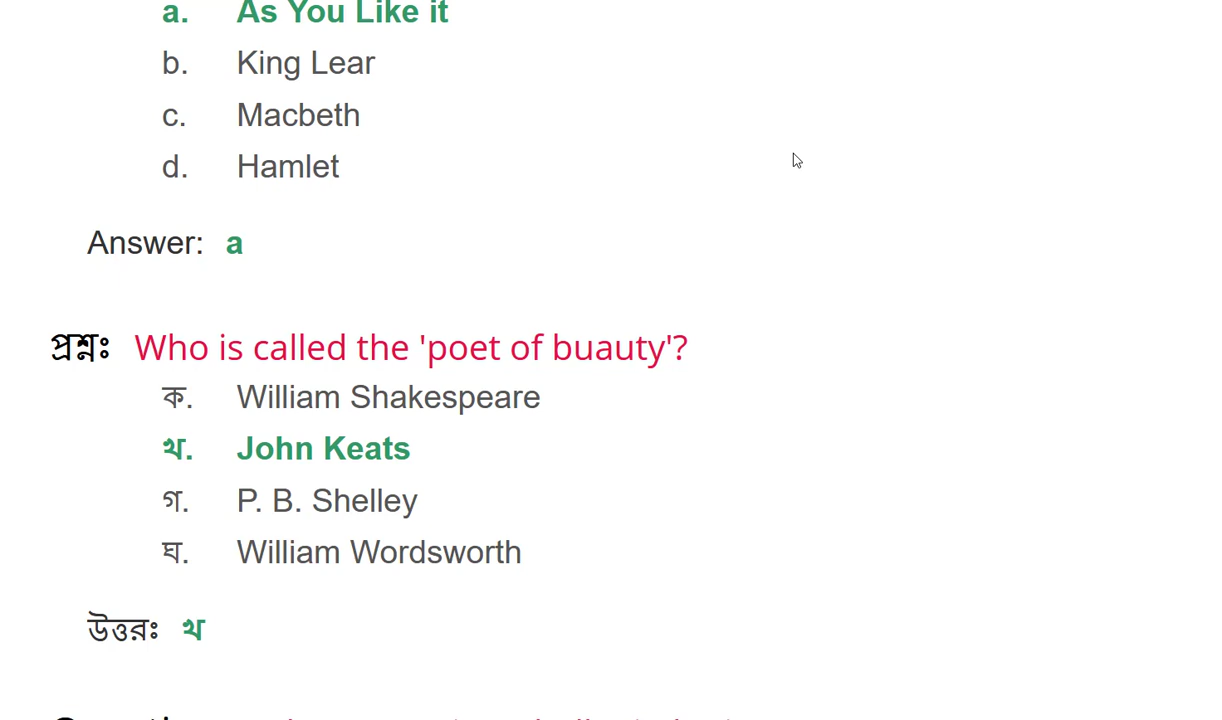 a. As You Like it
b. King Lear
c. Macbeth
d. Hamlet
Answer: a
প্রশ্নঃ Who is called the 'poet of buauty'?
ক. William Shakespeare
খ. John Keats
গ. P. B. Shelley
ঘ. William Wordsworth
উত্তরঃ খ